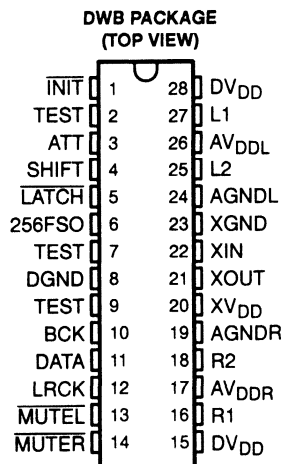 DWB PACKAGE
(TOP VIEW)
INIT 1 28 DVDD
TEST 2 27 L1
ATT 3 26 AVDDL
SHIFT 4 25 L2
LATCH 5 24 AGNDL
256FSO 6 23 XGND
TEST 7 22 XIN
DGND 8 21 XOUT
TEST 9 20 XVDD
BCK 10 19 AGNDR
DATA 11 18 R2
LRCK 12 17 AVDDR
MUTEL 13 16 R1
MUTER 14 15 DVDD